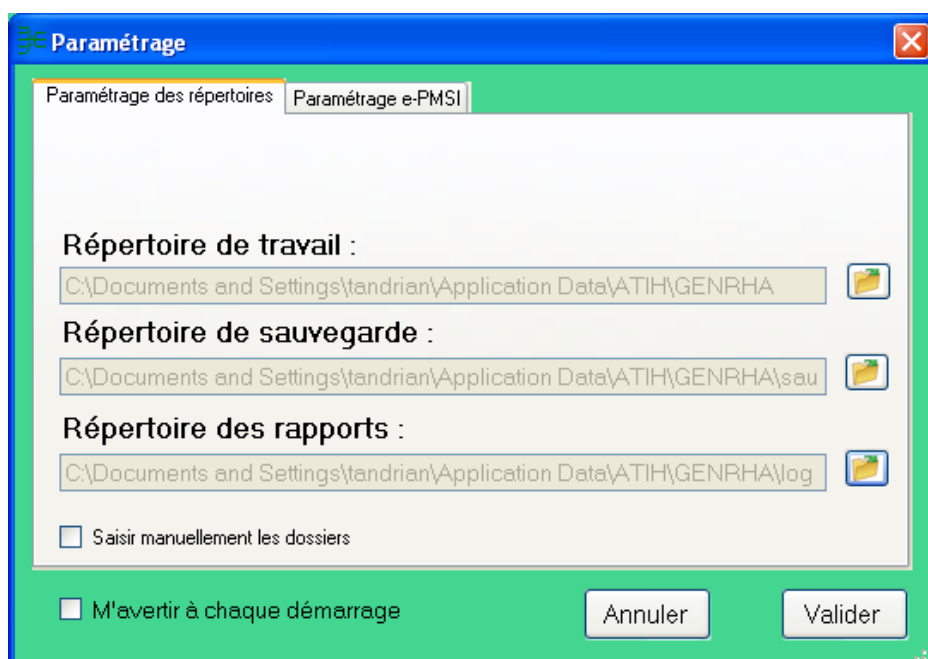 Paramétrage
Paramétrage des répertoires Paramétrage e-PMSI
Répertoire de travail :
C:\Documents and Settings\tandrian\Application Data\ATIH\GENRHA
Répertoire de sauvegarde :
C:\Documents and Settings\tandrian\Application Data\ATIH\GENRHA\sau
Répertoire des rapports :
C:\Documents and Settings\tandrian\Application Data\ATIH\GENRHA\log
Saisir manuellement les dossiers
M'avertir à chaque démarrage Annuler Valider